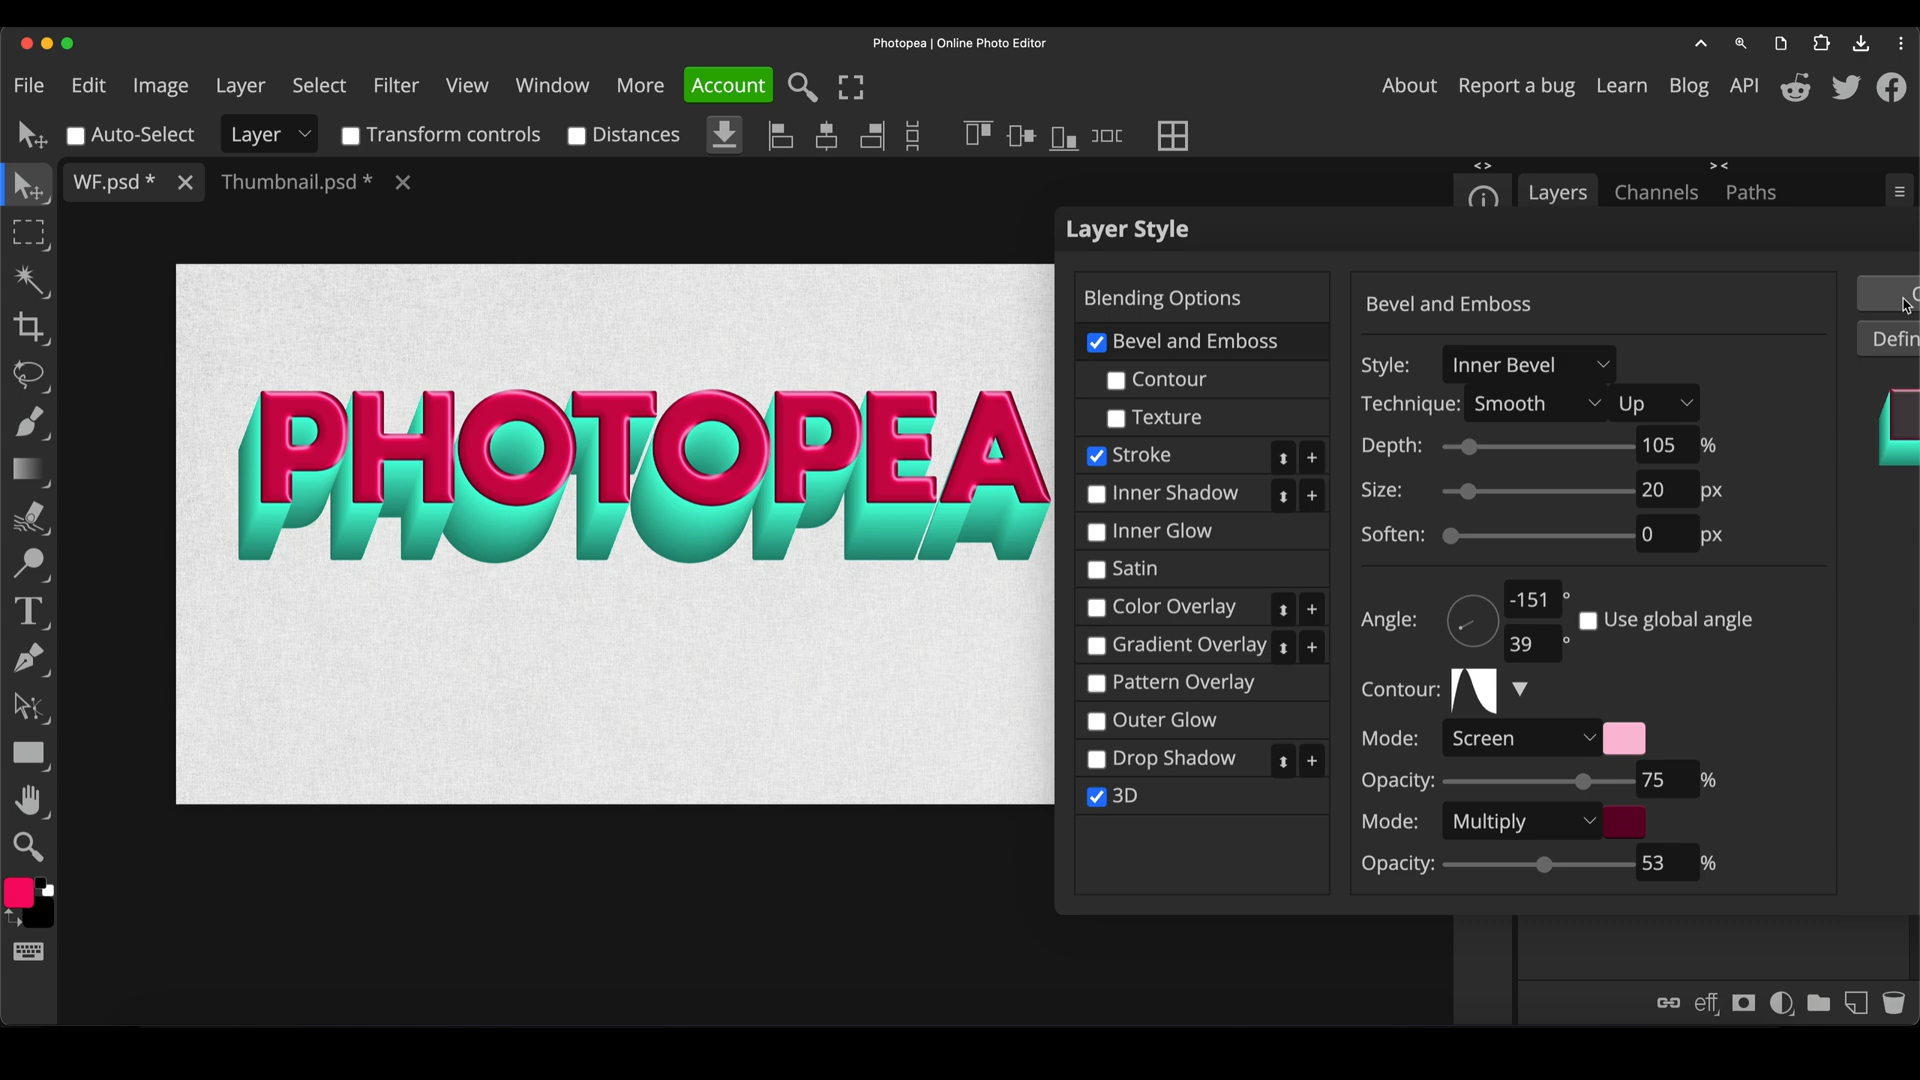 Photopea | Online Photo Editor
File Edit Image Layer Select Filter View Window More Account About Report a bug Learn Blog API
Auto-Select Layer Transform controls Distances
WF.psd * Thumbnail.psd *
Layers Channels Paths
Layer Style
Blending Options
Bevel and Emboss
Contour
Texture
Stroke
Inner Shadow
Inner Glow
Satin
Color Overlay
Gradient Overlay
Pattern Overlay
Outer Glow
Drop Shadow
3D
Bevel and Emboss
Style: Inner Bevel
Technique: Smooth Up
Depth: 105 %
Size: 20 px
Soften: 0 px
Angle: -151 °
39 °
Use global angle
Contour:
Mode: Screen
Opacity: 75 %
Mode: Multiply
Opacity: 53 %
Defin
PHOTOPEA
eff